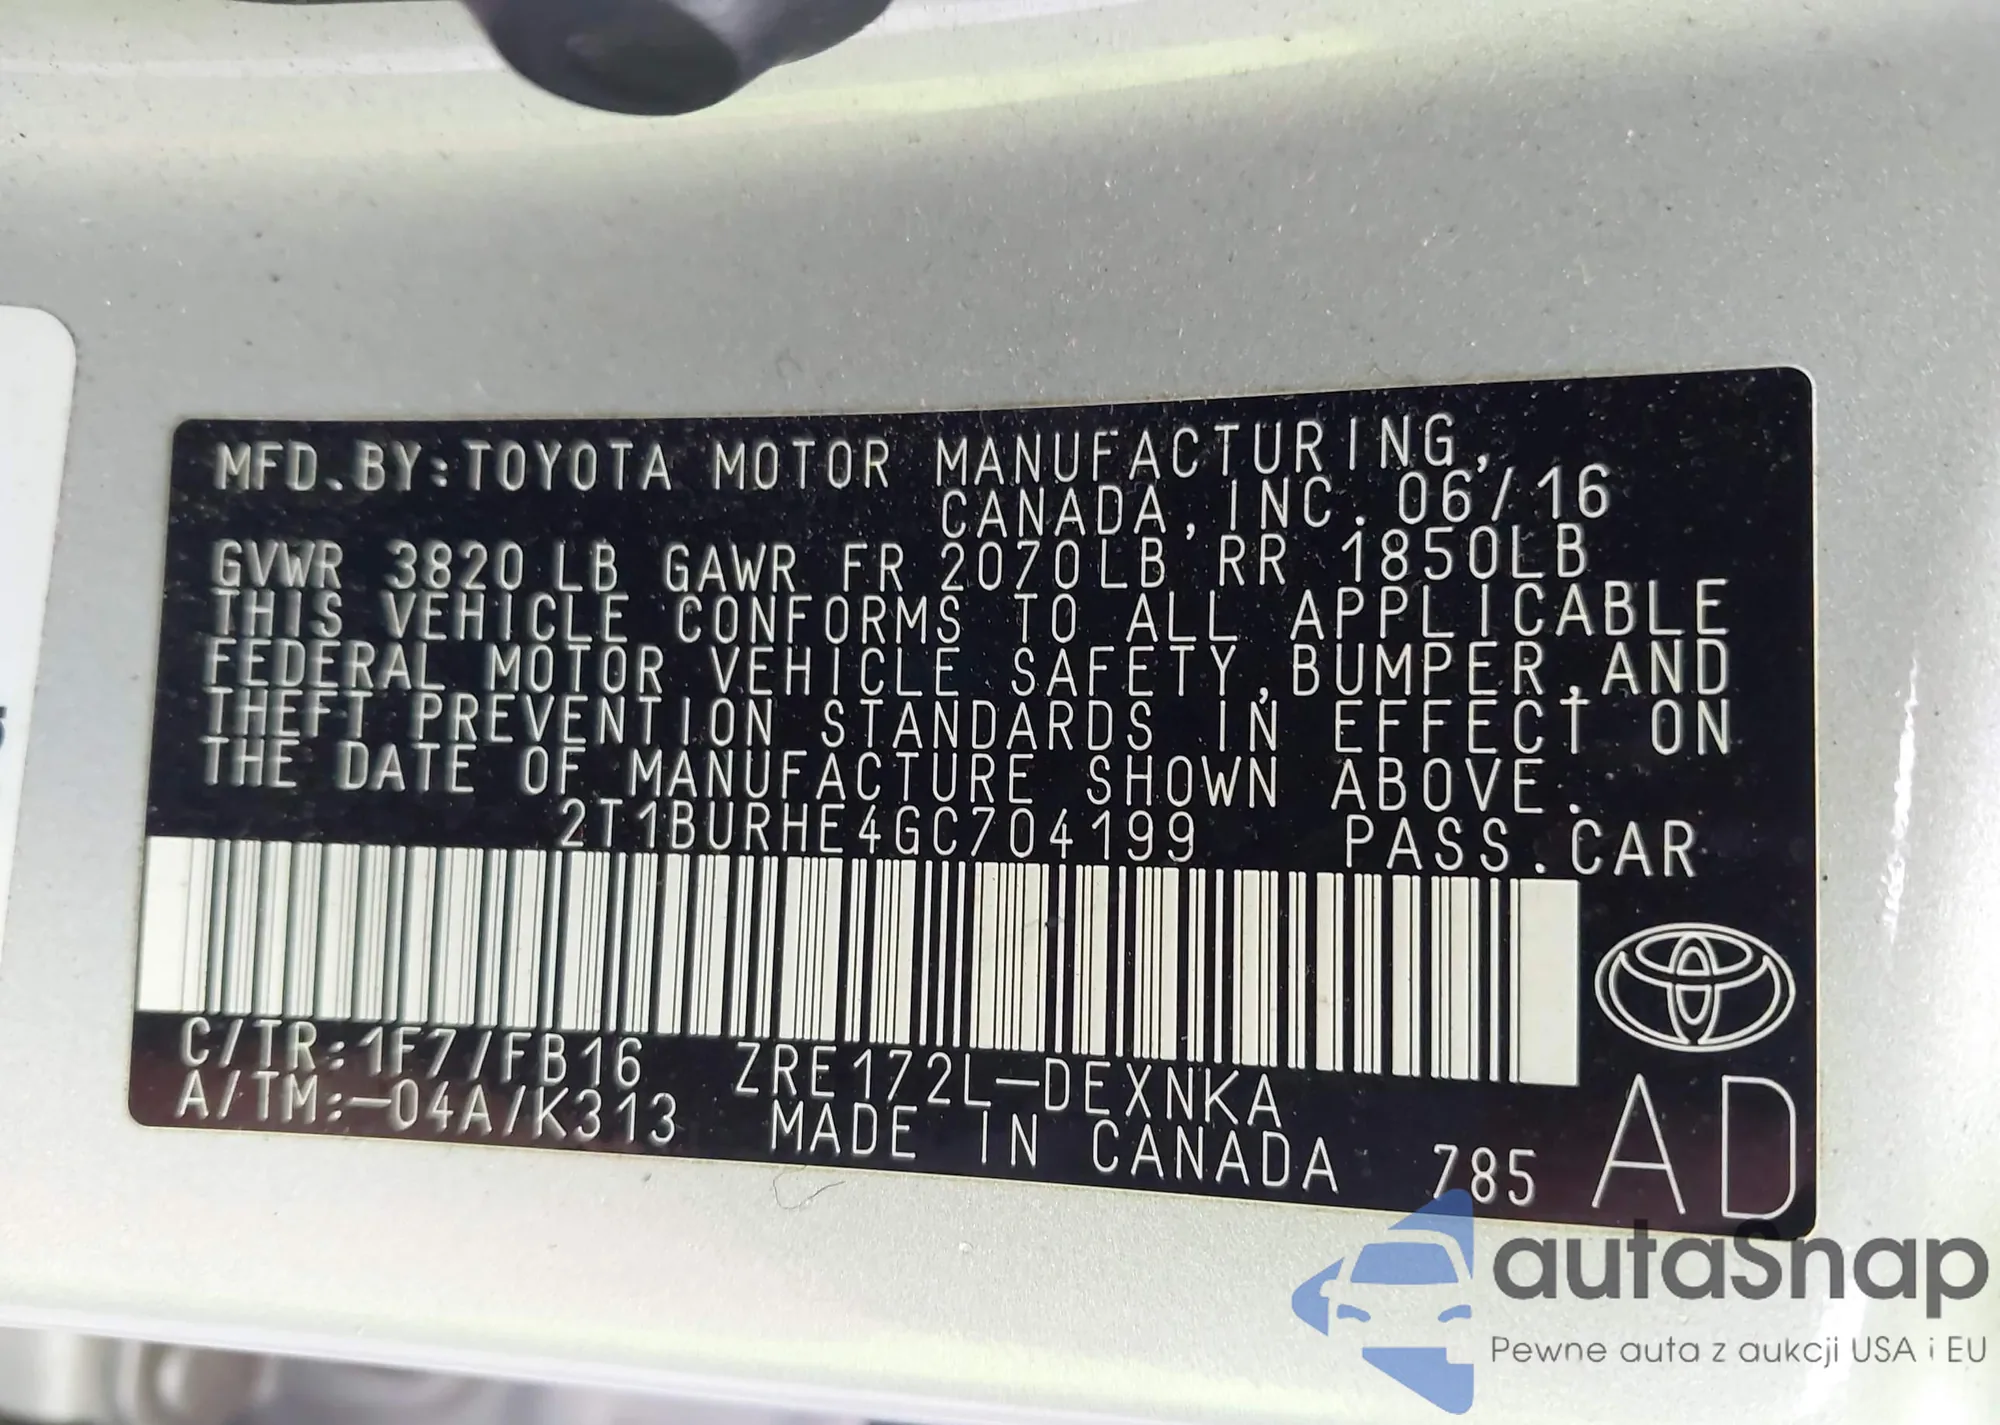 MFD.BY:TOYOTA MOTOR MANUFACTURING,
CANADA,INC. 06/16
GVWR 3820LB GAWR FR 2070LB RR 1850LB
THIS VEHICLE CONFORMS TO ALL APPLICABLE
FEDERAL MOTOR VEHICLE SAFETY,BUMPER,AND
THEFT PREVENTION STANDARDS IN EFFECT ON
THE DATE OF MANUFACTURE SHOWN ABOVE.
2T1BURHE4GC704199 PASS.CAR
C/TR:1F7/FB16 ZRE172L-DEXNKA
A/TM:-04A/K313 MADE IN CANADA 785 AD
autaSnap
Pewne auta z aukcji USA i EU